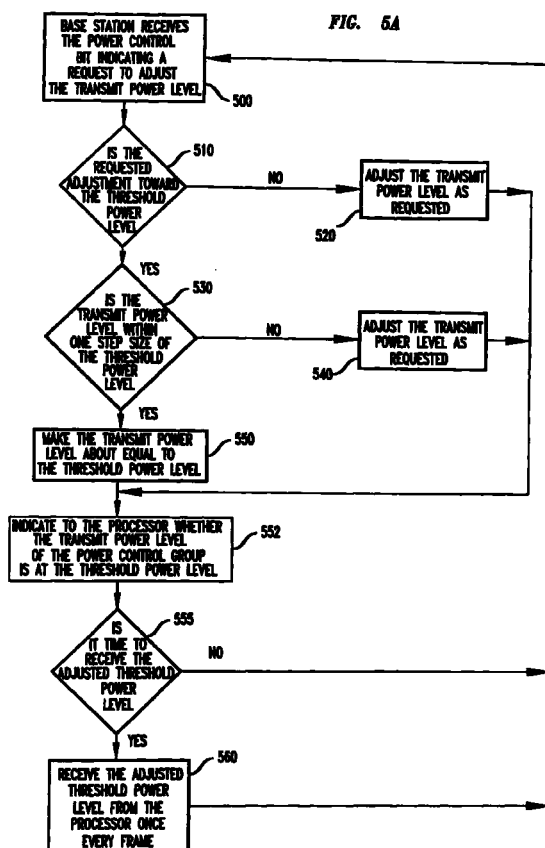 FIG. 5A
BASE STATION RECEIVES
THE POWER CONTROL
BIT INDICATING A
REQUEST TO ADJUST
THE TRANSMIT POWER LEVEL
500
IS THE
REQUESTED
ADJUSTMENT TOWARD
THE THRESHOLD
POWER
LEVEL
510
NO
ADJUST THE TRANSMIT
POWER LEVEL AS
REQUESTED
520
YES
IS THE
TRANSMIT POWER
LEVEL WITHIN
ONE STEP SIZE OF
THE THRESHOLD
POWER
LEVEL
530
NO
ADJUST THE TRANSMIT
POWER LEVEL AS
REQUESTED
540
YES
MAKE THE TRANSMIT POWER
LEVEL ABOUT EQUAL TO
THE THRESHOLD POWER LEVEL
550
INDICATE TO THE PROCESSOR WHETHER
THE TRANSMIT POWER LEVEL
OF THE POWER CONTROL GROUP
IS AT THE THRESHOLD POWER LEVEL
552
IS
IT TIME TO
RECEIVE THE
ADJUSTED THRESHOLD
POWER
LEVEL
555
NO
YES
RECEIVE THE ADJUSTED
THRESHOLD POWER
LEVEL FROM THE
PROCESSOR ONCE
EVERY FRAME
560